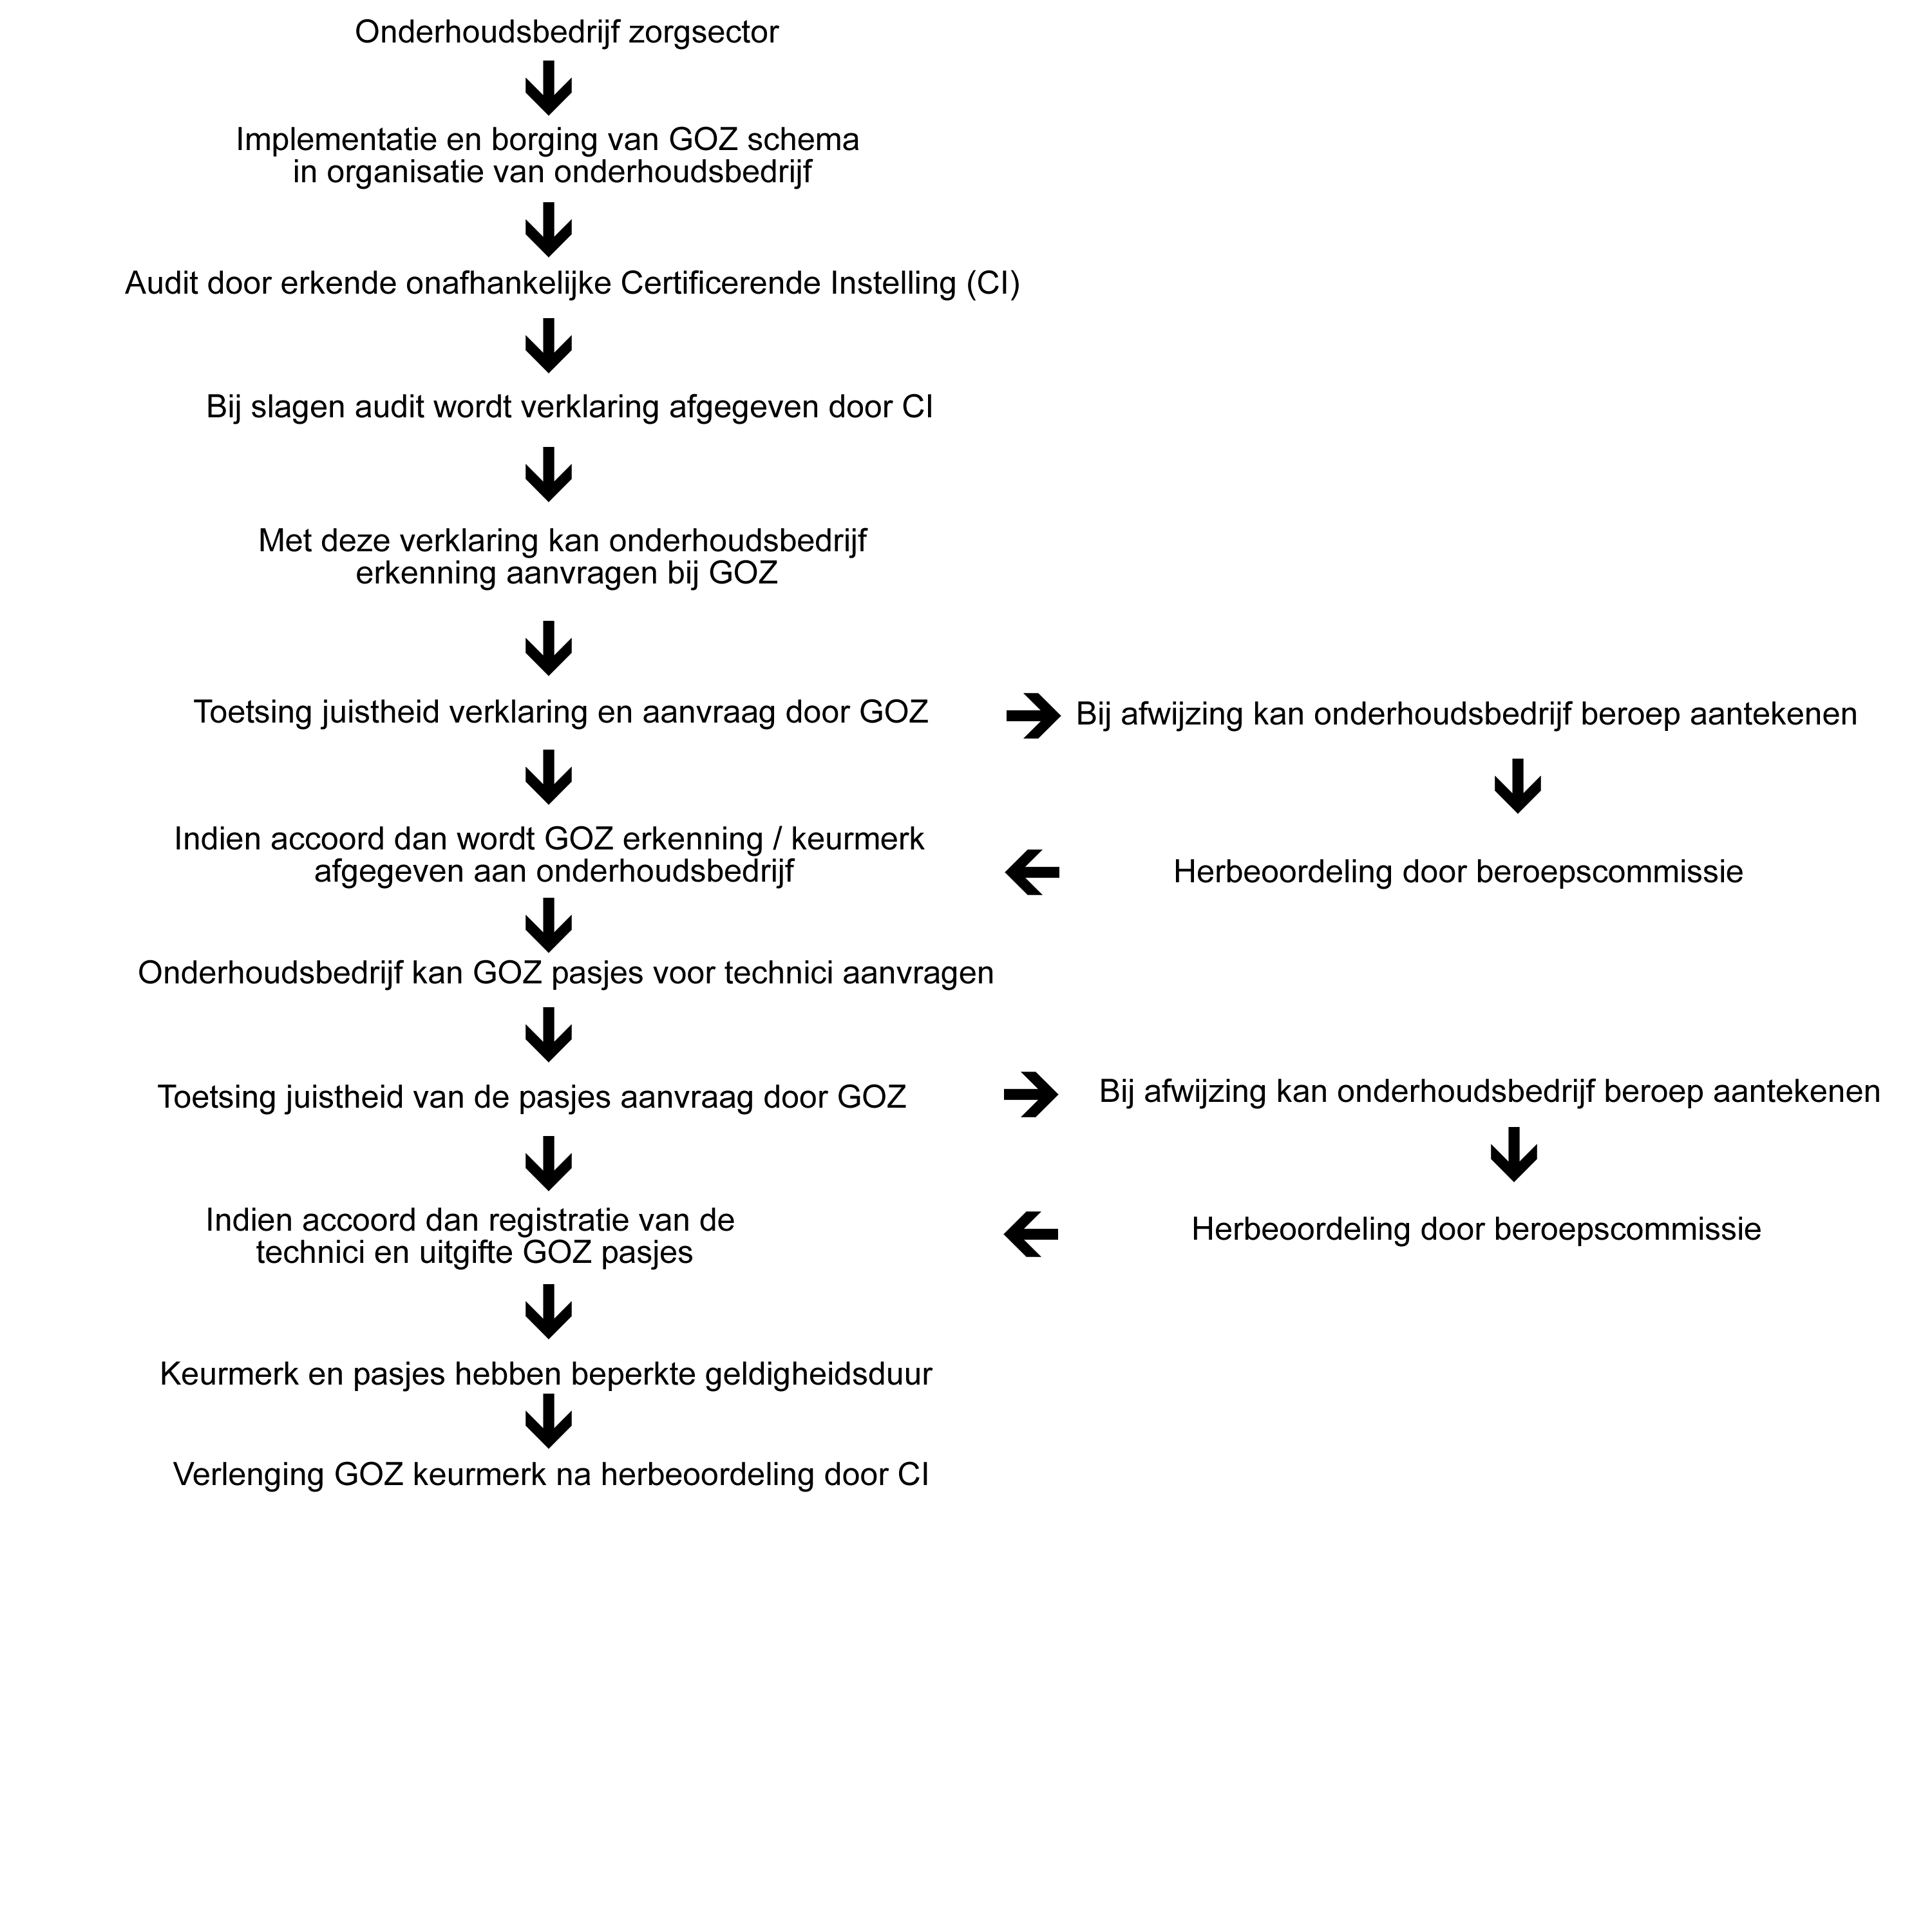 Onderhoudsbedrijf zorgsector
Implementatie en borging van GOZ schema
in organisatie van onderhoudsbedrijf
Audit door erkende onafhankelijke Certificerende Instelling (CI)
Bij slagen audit wordt verklaring afgegeven door CI
Met deze verklaring kan onderhoudsbedrijf
erkenning aanvragen bij GOZ
Toetsing juistheid verklaring en aanvraag door GOZ
Bij afwijzing kan onderhoudsbedrijf beroep aantekenen
Indien accoord dan wordt GOZ erkenning / keurmerk
afgegeven aan onderhoudsbedrijf
Herbeoordeling door beroepscommissie
Onderhoudsbedrijf kan GOZ pasjes voor technici aanvragen
Toetsing juistheid van de pasjes aanvraag door GOZ
Bij afwijzing kan onderhoudsbedrijf beroep aantekenen
Indien accoord dan registratie van de
technici en uitgifte GOZ pasjes
Herbeoordeling door beroepscommissie
Keurmerk en pasjes hebben beperkte geldigheidsduur
Verlenging GOZ keurmerk na herbeoordeling door CI